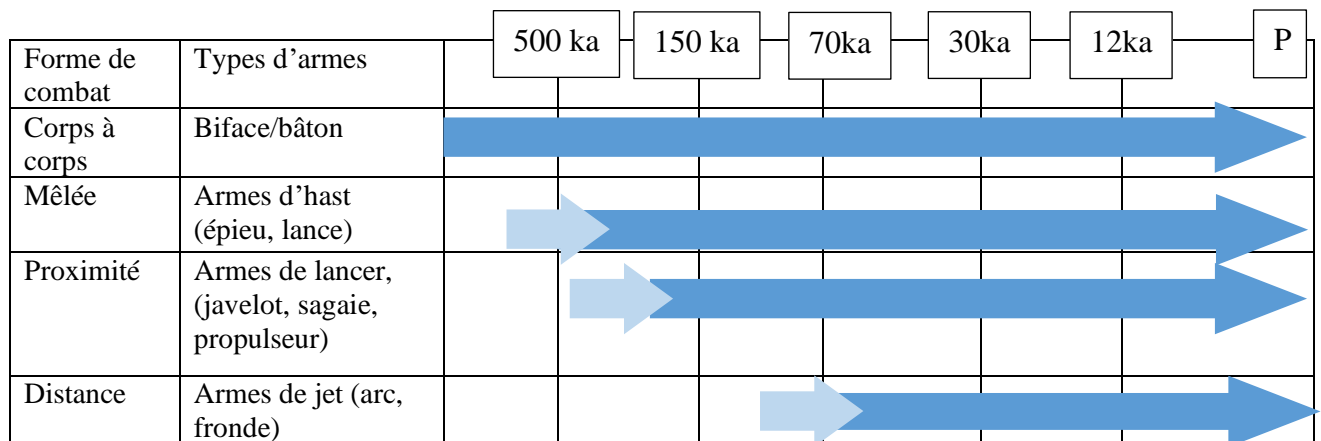 500 ka 150 ka 70ka 30ka 12ka P
Forme de Types d’armes
combat
Corps à Biface/bâton
corps
Mêlée Armes d’hast
(épieu, lance)
Proximité Armes de lancer,
(javelot, sagaie,
propulseur)
Distance Armes de jet (arc,
fronde)